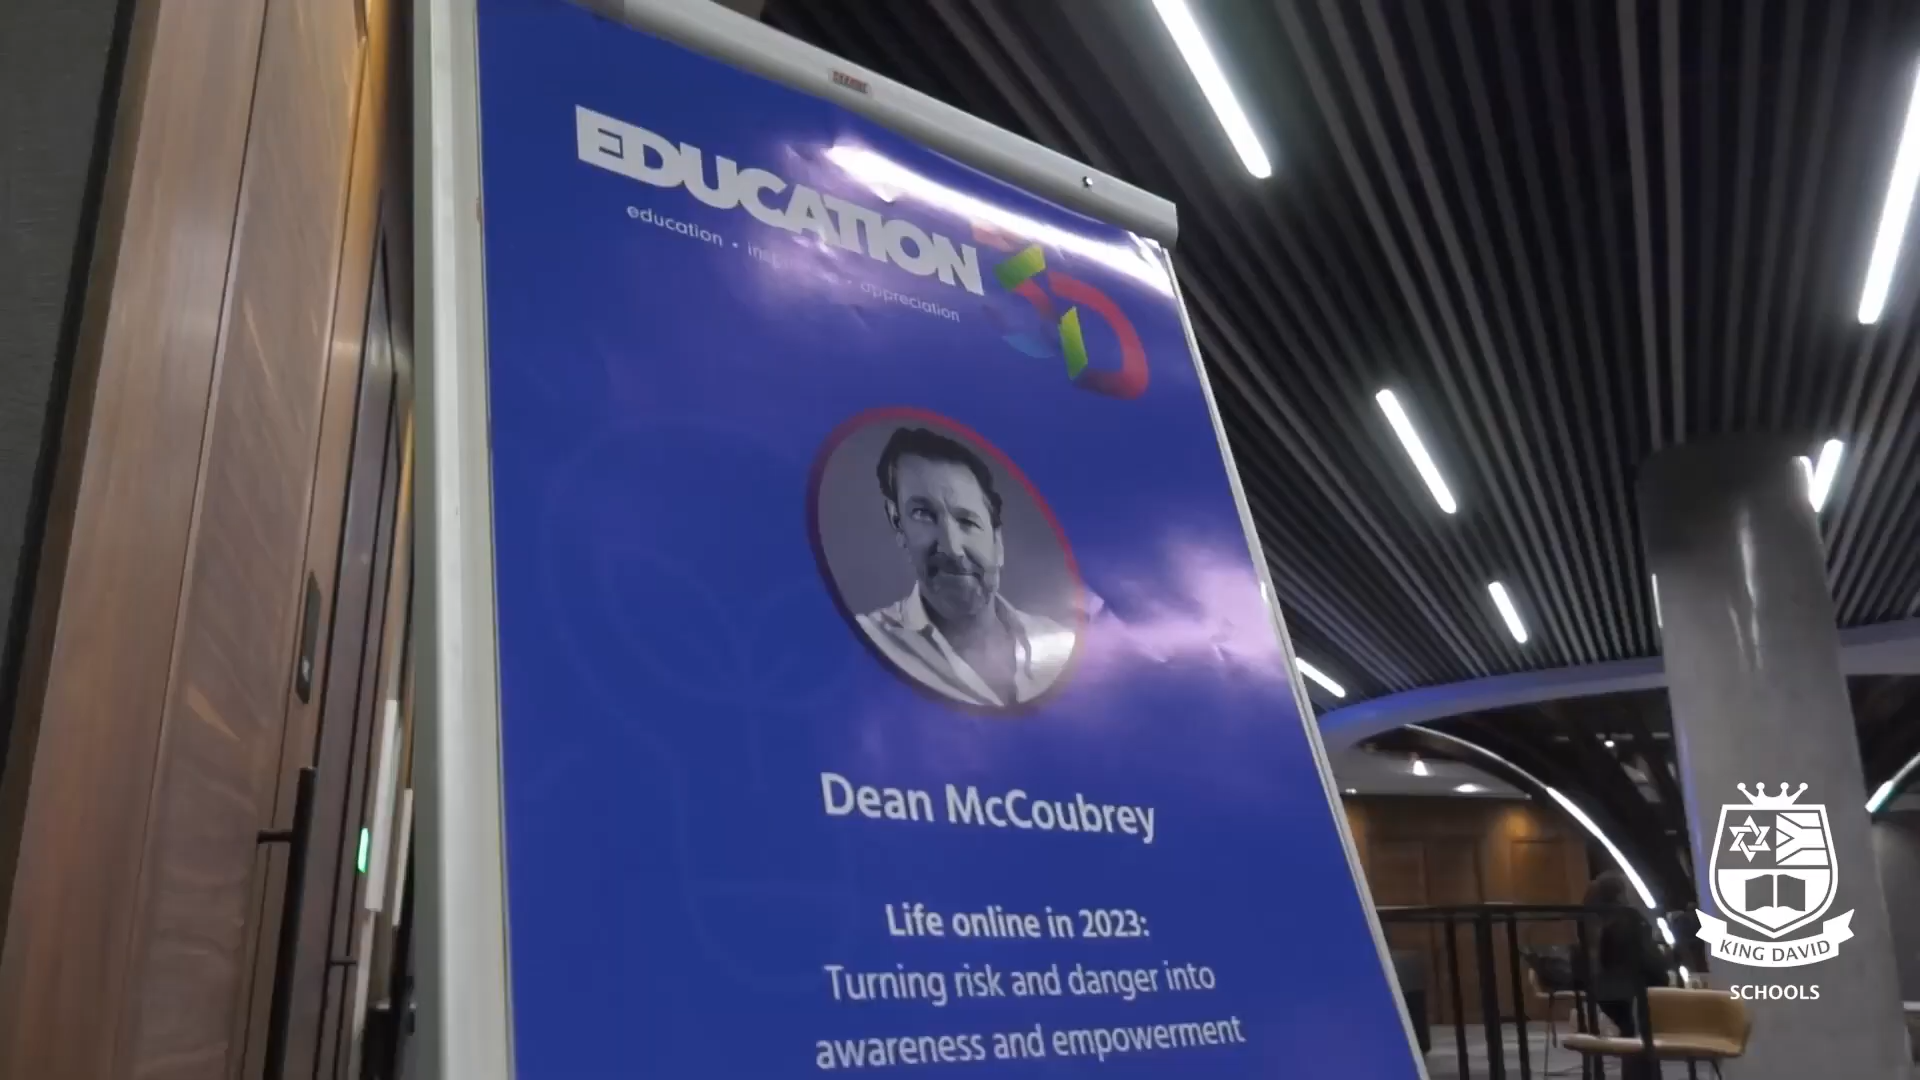 EDUCATION 3D
education • inspiration • appreciation
Dean McCoubrey
Life online in 2023:
Turning risk and danger into
awareness and empowerment
KING DAVID
SCHOOLS